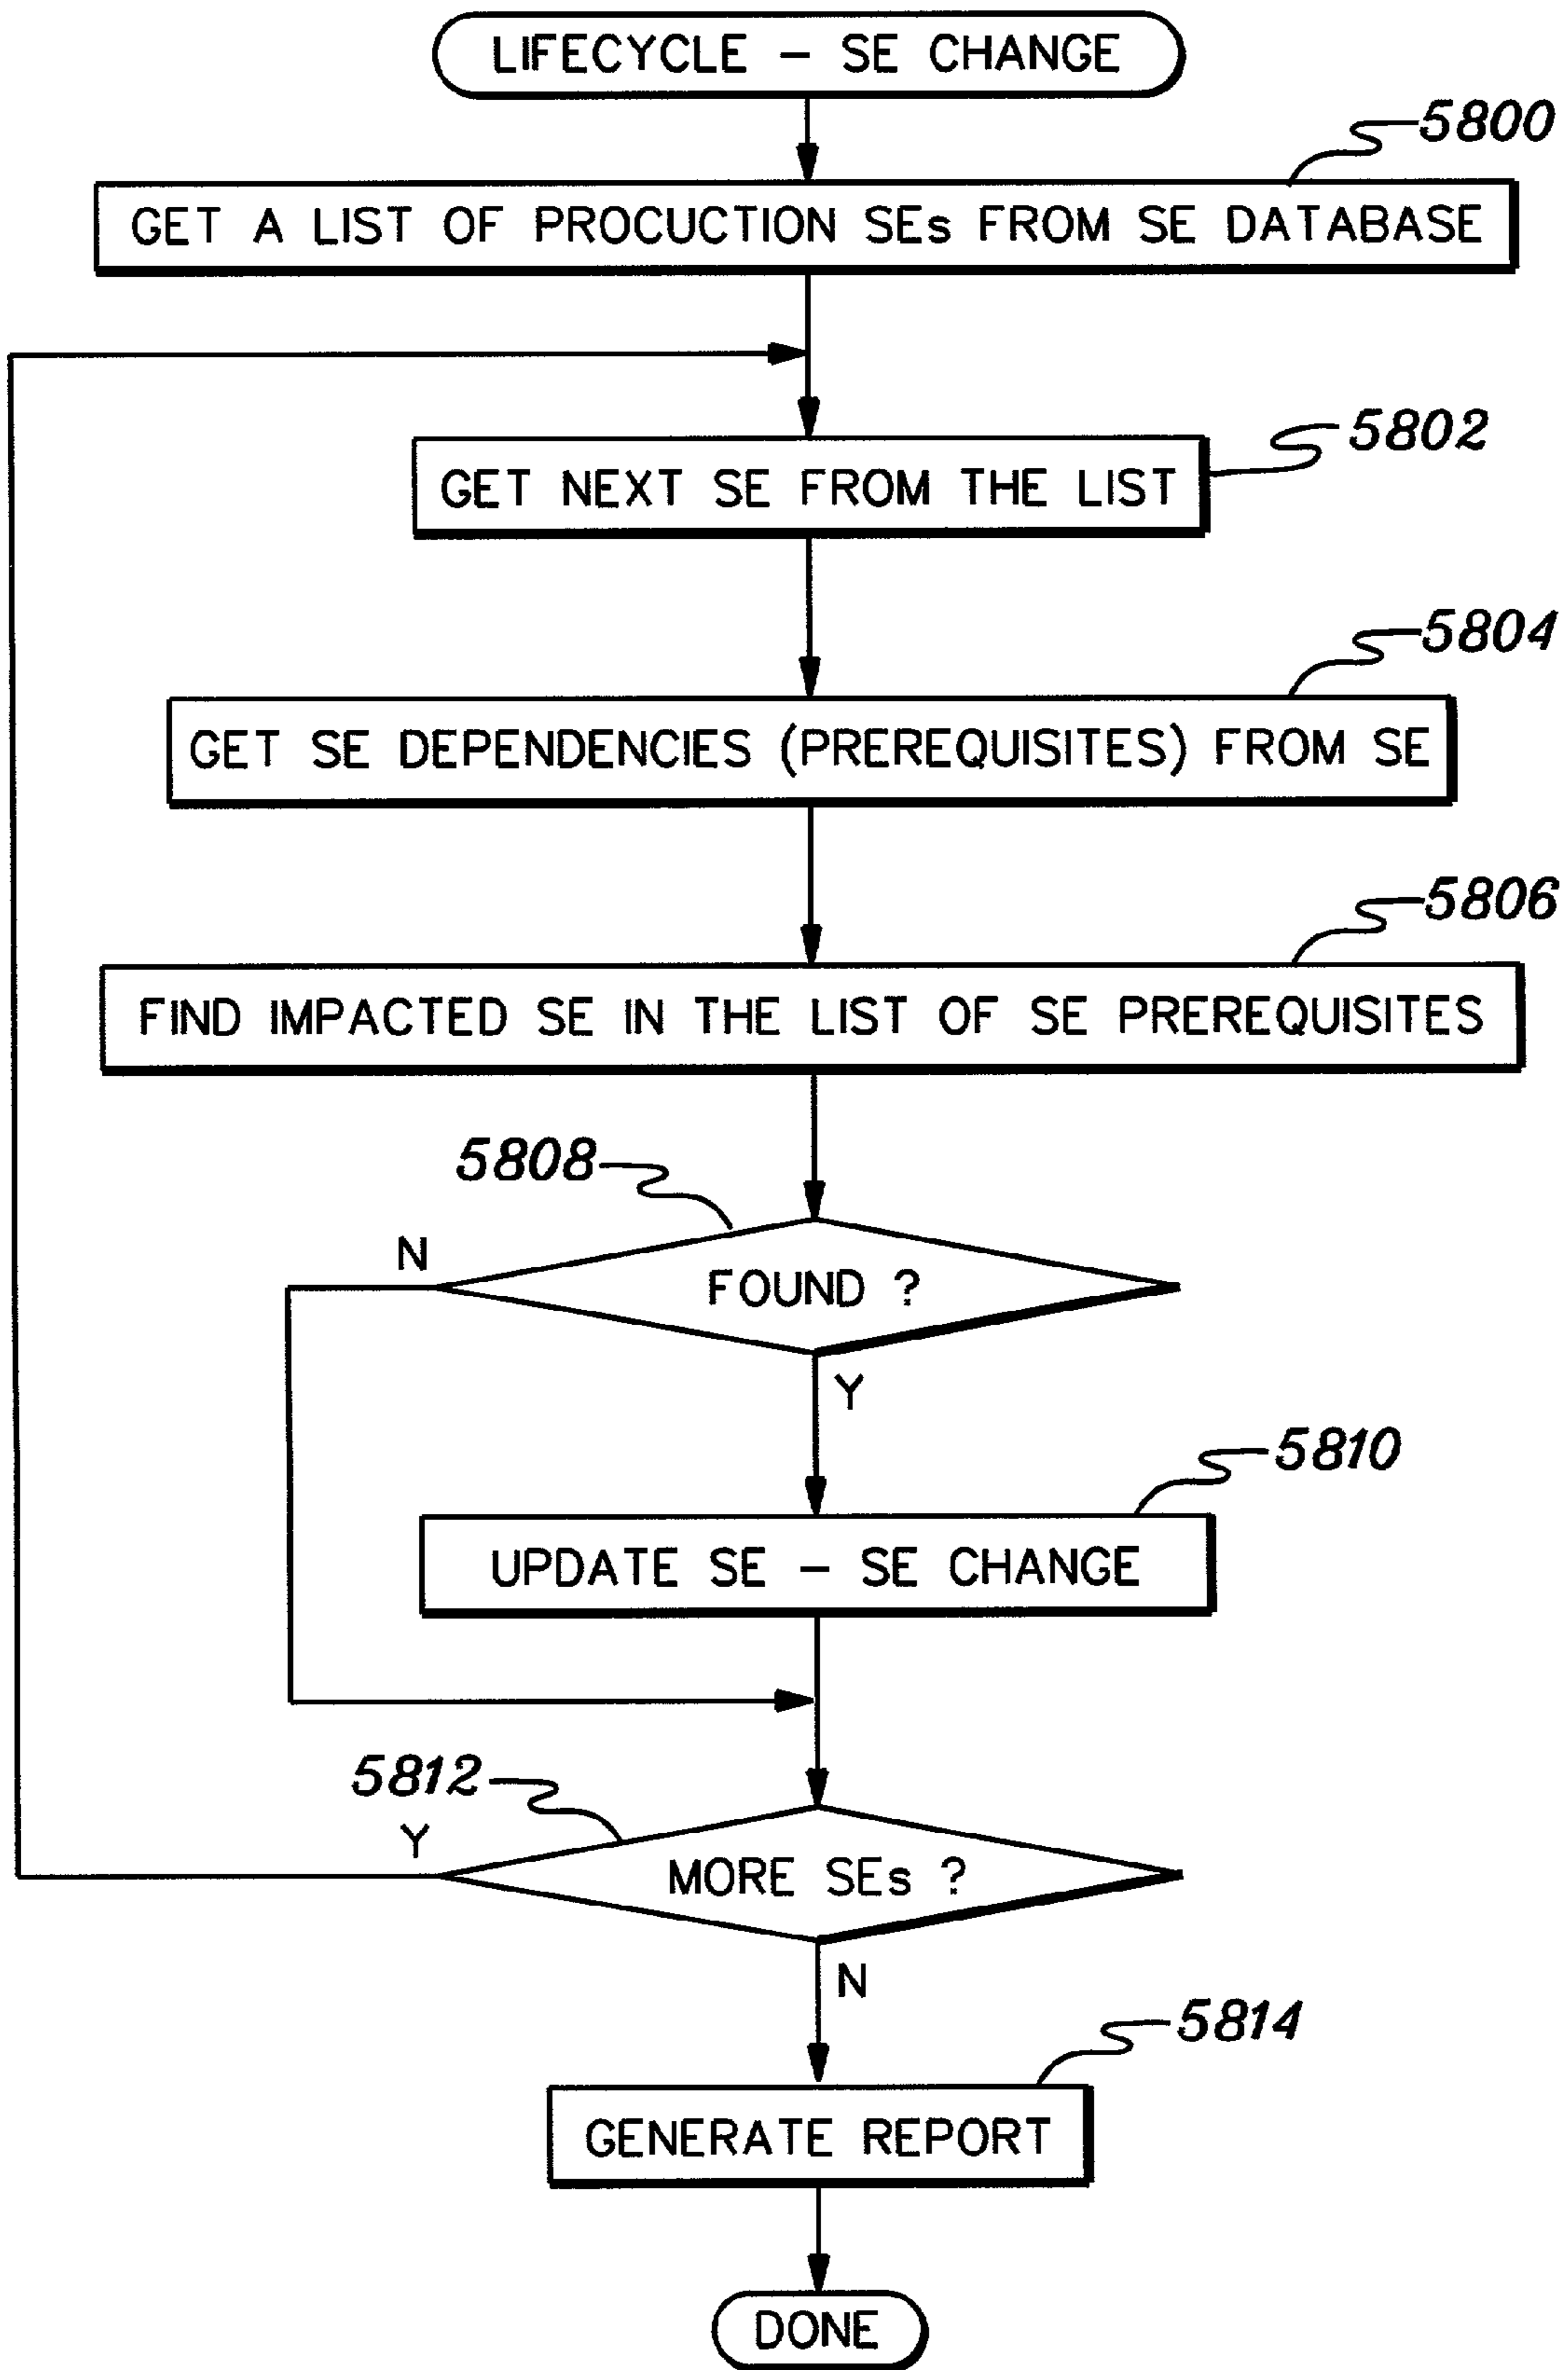 LIFECYCLE – SE CHANGE
5800
GET A LIST OF PROCUCTION SEs FROM SE DATABASE
5802
GET NEXT SE FROM THE LIST
5804
GET SE DEPENDENCIES (PREREQUISITES) FROM SE
5806
FIND IMPACTED SE IN THE LIST OF SE PREREQUISITES
5808
N
FOUND ?
Y
5810
UPDATE SE – SE CHANGE
5812
Y
MORE SEs ?
N
5814
GENERATE REPORT
DONE